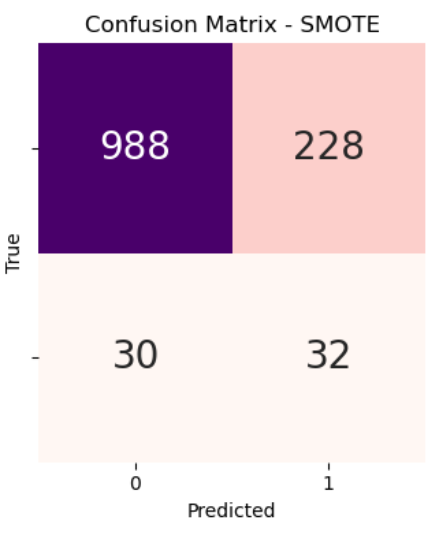 Confusion Matrix - SMOTE
988 228
True
30 32
0 1
Predicted